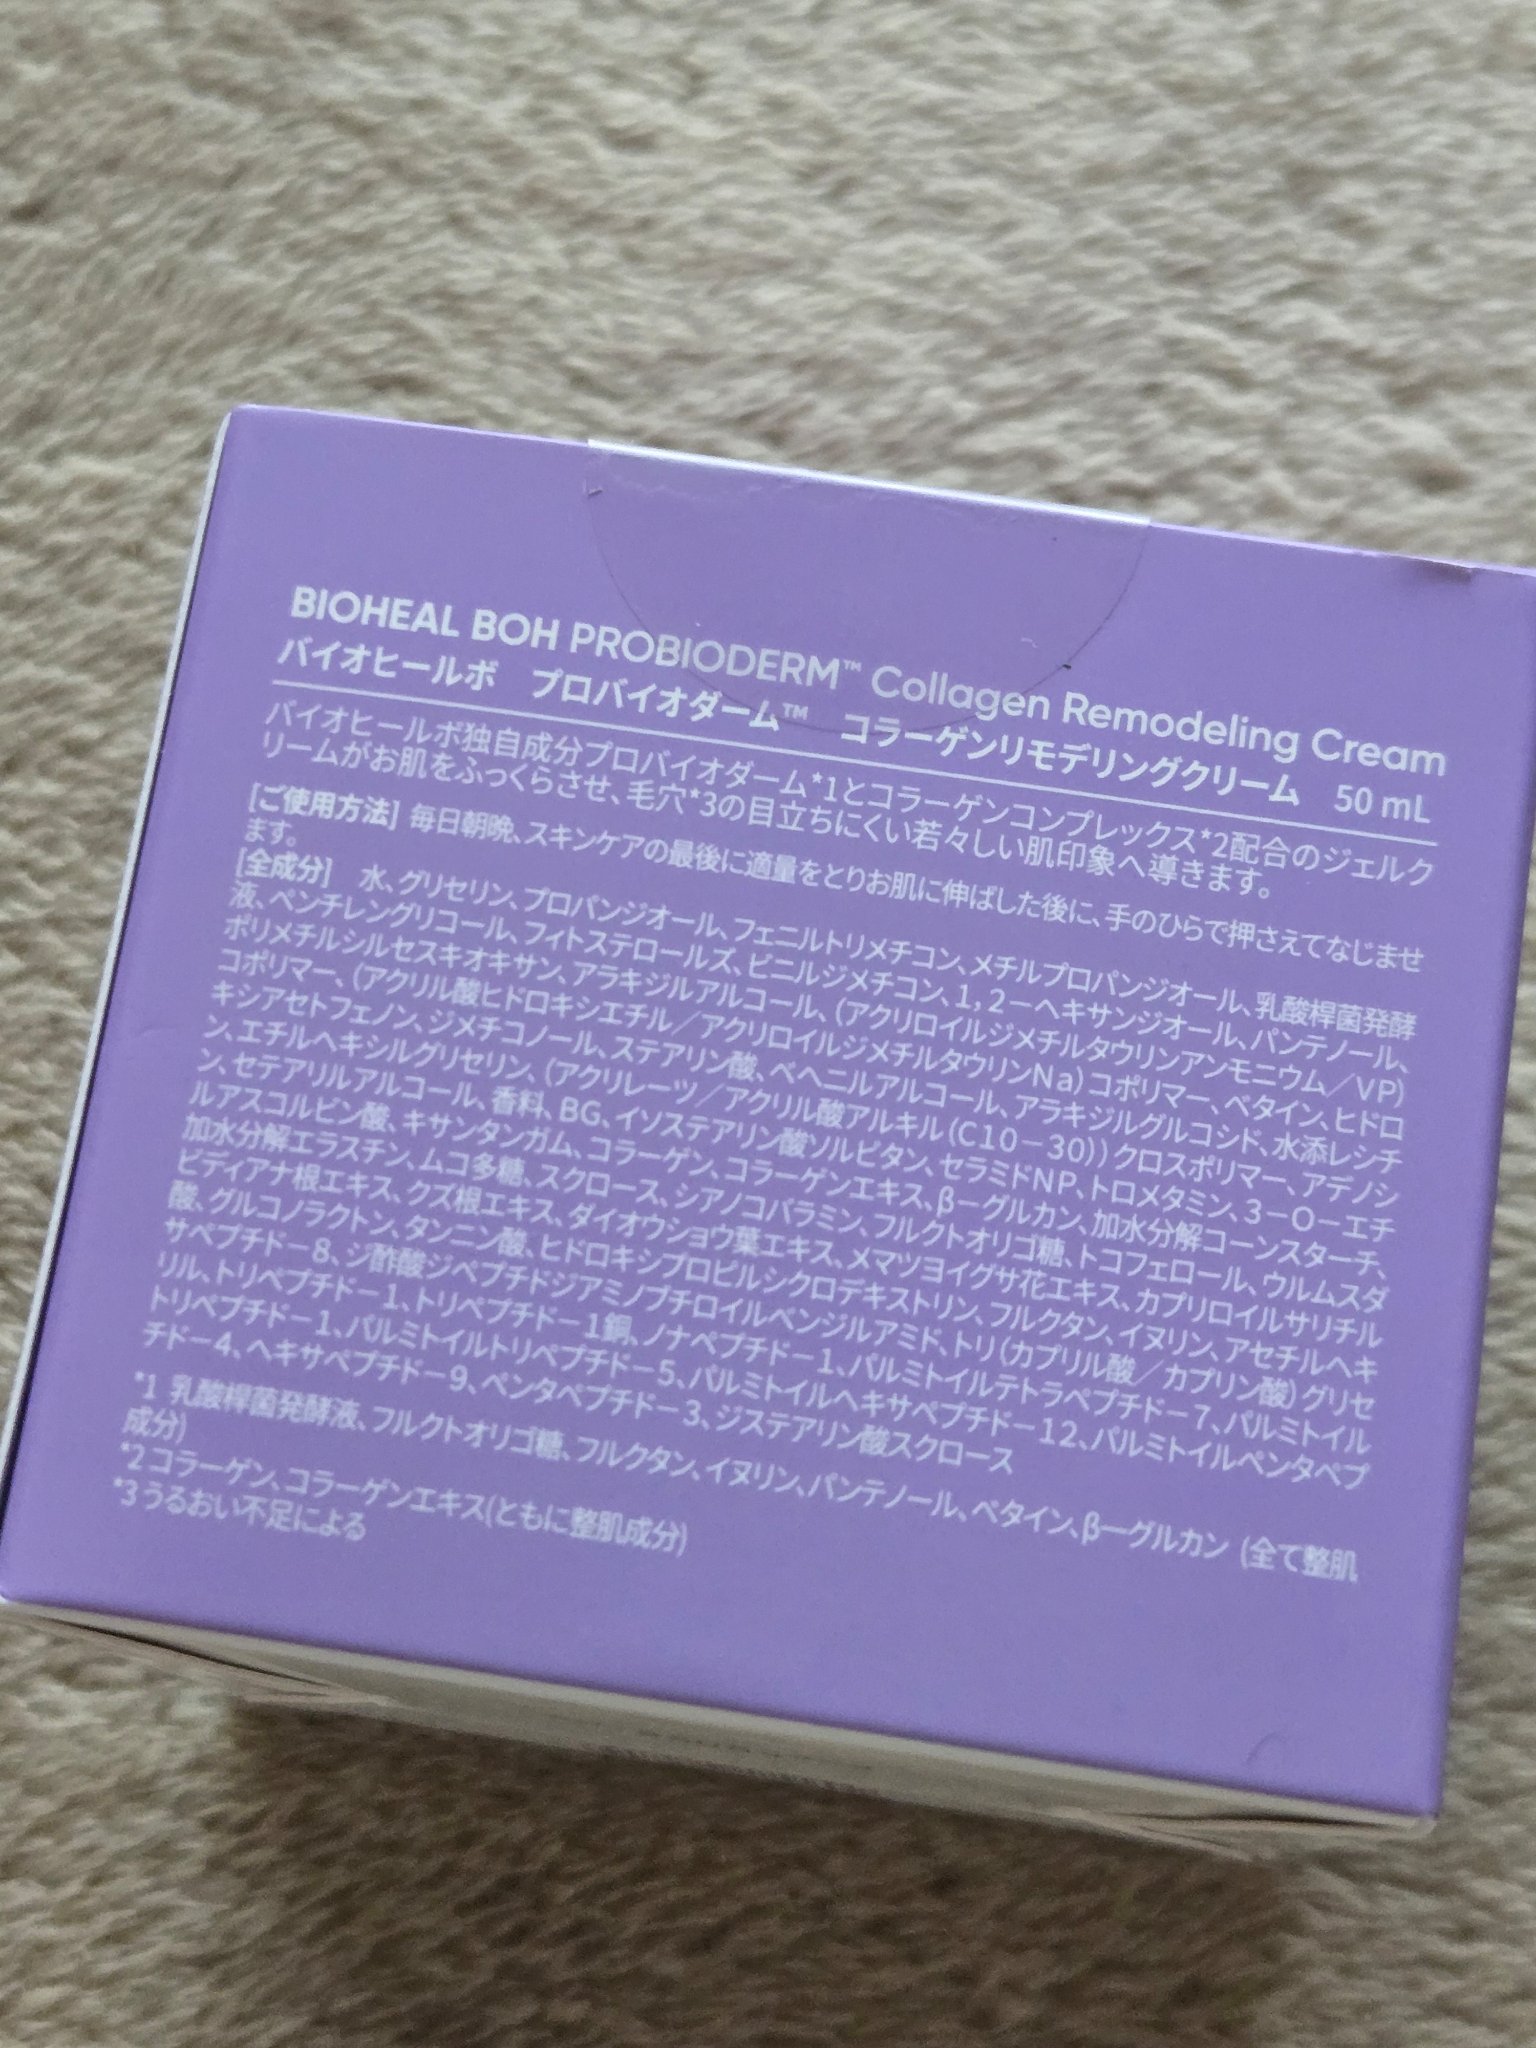 BIOHEAL BOH PROBIODERM™ Collagen Remodeling Cream
バイオヒールボ　プロバイオダーム™　コラーゲンリモデリングクリーム　50 mL
バイオヒールボ独自成分プロバイオダーム*1とコラーゲンコンプレックス*2配合のジェルク
リームがお肌をふっくらさせ、毛穴*3の目立ちにくい若々しい肌印象へ導きます。
[ご使用方法] 毎日朝晩、スキンケアの最後に適量をとりお肌に伸ばした後に、手のひらで押さえてなじませ
ます。
[全成分]　水、グリセリン、プロパンジオール、フェニルトリメチコン、メチルプロパンジオール、乳酸桿菌発酵
液、ペンチレングリコール、フィトステロールズ、ビニルジメチコン、1，2－ヘキサンジオール、パンテノール、
ポリメチルシルセスキオキサン、アラキジルアルコール、（アクリロイルジメチルタウリンアンモニウム／VP）
コポリマー、（アクリル酸ヒドロキシエチル／アクリロイルジメチルタウリンNa）コポリマー、ベタイン、ヒドロ
キシアセトフェノン、ジメチコノール、ステアリン酸、ベヘニルアルコール、アラキジルグルコシド、水添レシチ
ン、エチルヘキシルグリセリン、（アクリレーツ／アクリル酸アルキル（C10－30））クロスポリマー、アデノシ
ン、セテアリルアルコール、香料、BG、イソステアリン酸ソルビタン、セラミドNP、トロメタミン、3－O－エチ
ルアスコルビン酸、キサンタンガム、コラーゲン、コラーゲンエキス、β－グルカン、加水分解コーンスターチ、
加水分解エラスチン、ムコ多糖、スクロース、シアノコバラミン、フルクトオリゴ糖、トコフェロール、ウルムスダ
ビディアナ根エキス、クズ根エキス、ダイオウショウ葉エキス、メマツヨイグサ花エキス、カプリロイルサリチル
酸、グルコノラクトン、タンニン酸、ヒドロキシプロピルシクロデキストリン、フルクタン、イヌリン、アセチルヘキ
サペプチド－8、ジ酢酸ジペプチドジアミノブチロイルベンジルアミド、トリ（カプリル酸／カプリン酸）グリセ
リル、トリペプチド－1、トリペプチド－1銅、ノナペプチド－1、パルミトイルテトラペプチド－7、パルミトイル
トリペプチド－1、パルミトイルトリペプチド－5、パルミトイルヘキサペプチド－12、パルミトイルペンタペプ
チド－4、ヘキサペプチド－9、ペンタペプチド－3、ジステアリン酸スクロース
*1 乳酸桿菌発酵液、フルクトオリゴ糖、フルクタン、イヌリン、パンテノール、ベタイン、β－グルカン (全て整肌
成分)
*2 コラーゲン、コラーゲンエキス(ともに整肌成分)
*3 うるおい不足による